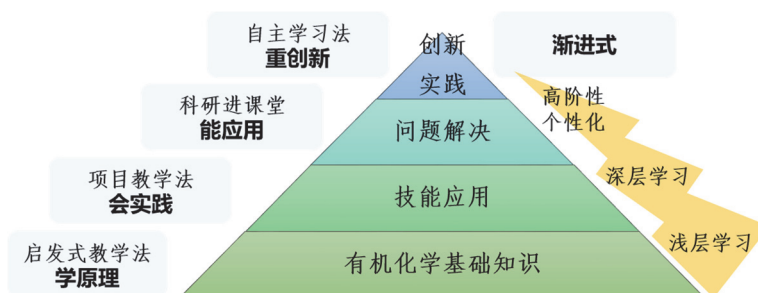 自主学习法
重创新
创新
实践
渐进式
科研进课堂
能应用
问题解决
高阶性
个性化
项目教学法
会实践
技能应用
深层学习
启发式教学法
学原理
有机化学基础知识
浅层学习